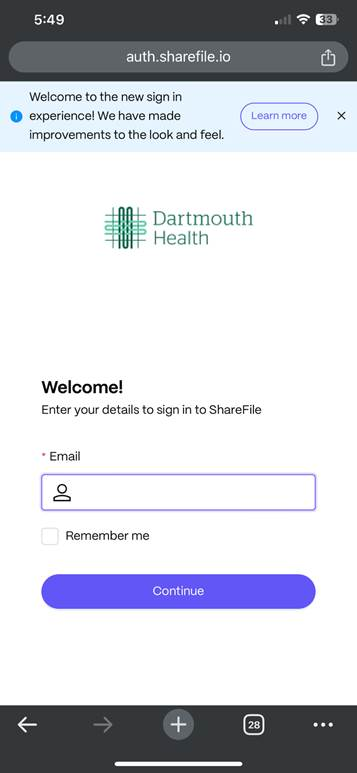 5:49
33
auth.sharefile.io
Welcome to the new sign in
experience! We have made
improvements to the look and feel.
Learn more
Dartmouth
Health
Welcome!
Enter your details to sign in to ShareFile
* Email
Remember me
Continue
28